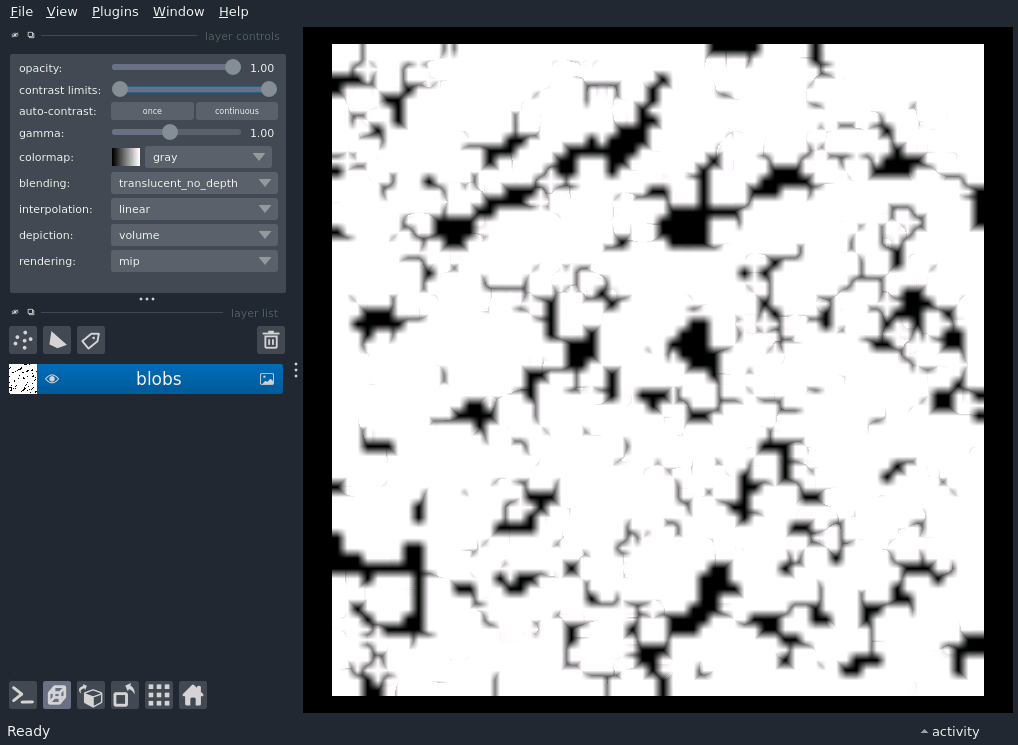 File View Plugins Window Help
layer controls
opacity: 1.00
contrast limits:
auto-contrast: once continuous
gamma: 1.00
colormap: gray
blending: translucent_no_depth
interpolation: linear
depiction: volume
rendering: mip
layer list
blobs
Ready activity